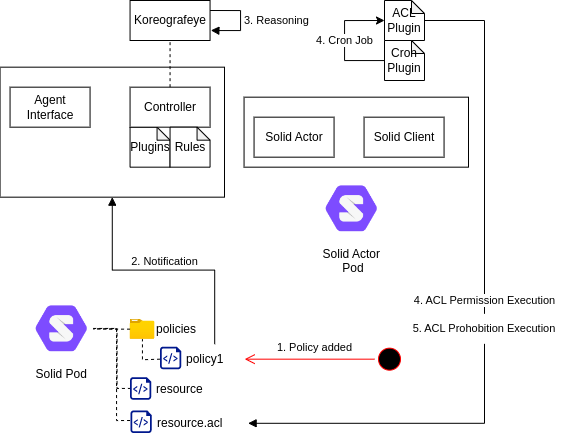 Koreografeye
3. Reasoning
ACL
Plugin
4. Cron Job
Cron
Plugin
Agent
Interface
Controller
Plugins
Rules
Solid Actor
Solid Client
Solid Actor
Pod
2. Notification
4. ACL Permission Execution
5. ACL Prohobition Execution
policies
1. Policy added
policy1
Solid Pod
resource
resource.acl